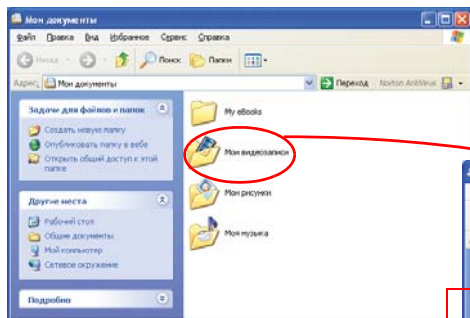 Мои документы
Файл Правка Вид Избранное Сервис Справка
Назад Поиск Папки
Адрес: Мои документы Переход Norton AntiVirus
Задачи для файлов и папок
Создать новую папку
Опубликовать папку в вебе
Открыть общий доступ к этой папке
Другие места
Рабочий стол
Общие документы
Мой компьютер
Сетевое окружение
Подробно
My eBooks
Мои видеозаписи
Мои рисунки
Моя музыка